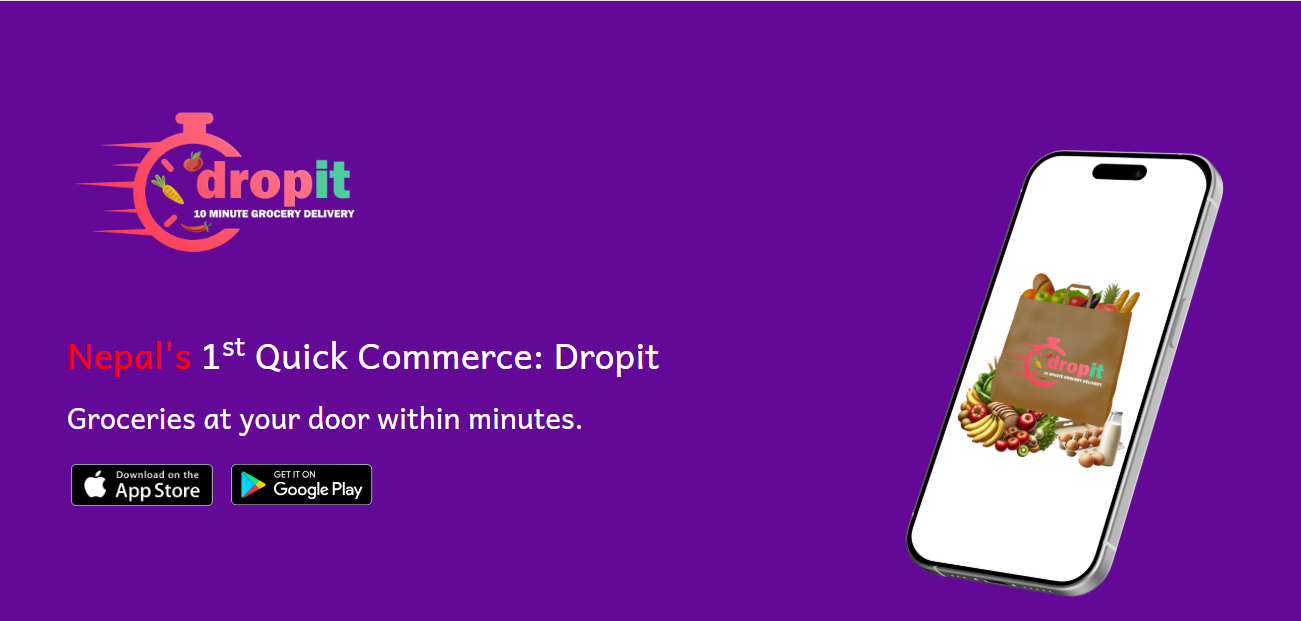 dropit
10 MINUTE GROCERY DELIVERY
Nepal's 1st Quick Commerce: Dropit
Groceries at your door within minutes.
Download on the
App Store
GET IT ON
Google Play
dropit
10 MINUTE GROCERY DELIVERY